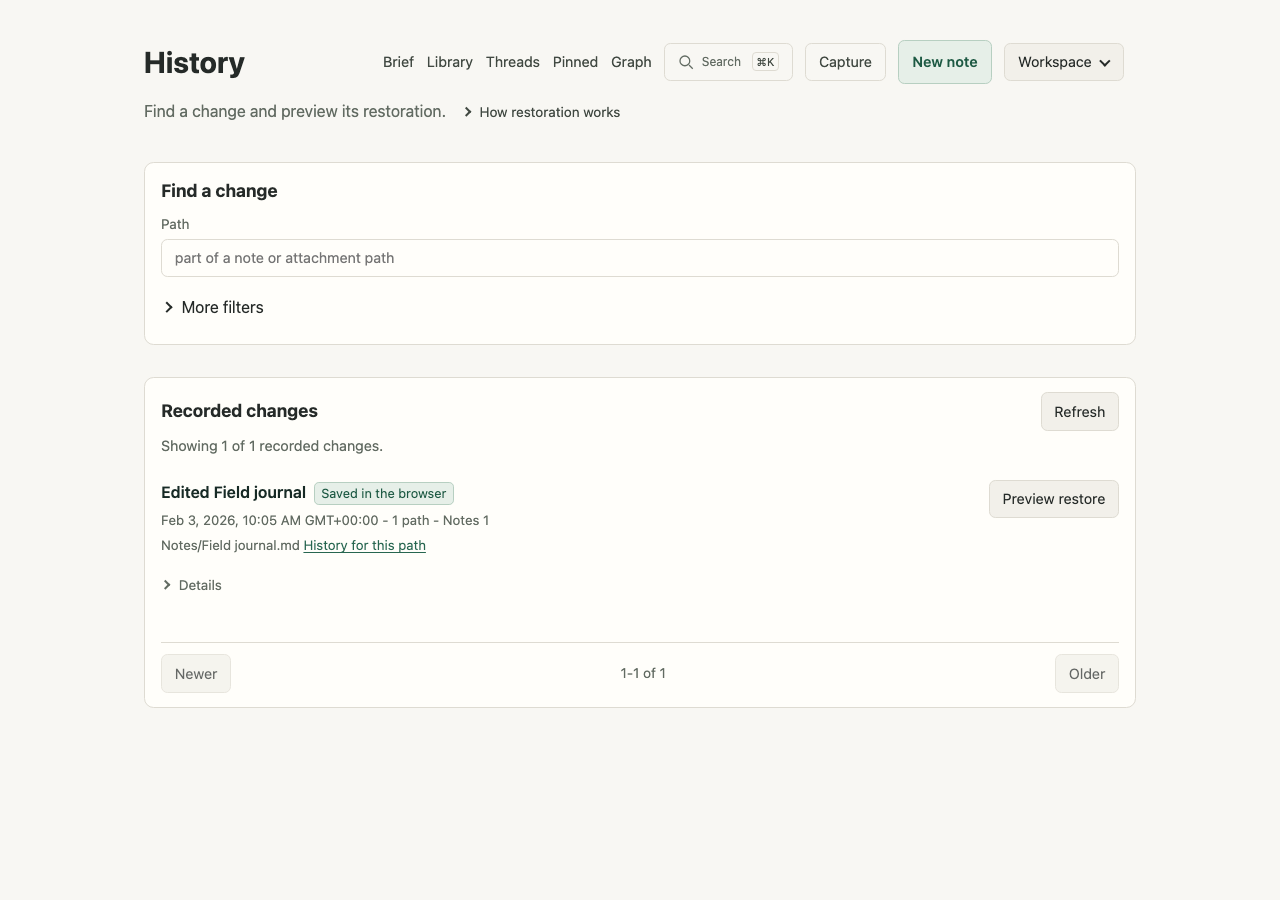 History
Brief Library Threads Pinned Graph Search ⌘K Capture New note Workspace
Find a change and preview its restoration. How restoration works
Find a change
Path
part of a note or attachment path
More filters
Recorded changes Refresh
Showing 1 of 1 recorded changes.
Edited Field journal Saved in the browser Preview restore
Feb 3, 2026, 10:05 AM GMT+00:00 - 1 path - Notes 1
Notes/Field journal.md History for this path
Details
Newer 1-1 of 1 Older